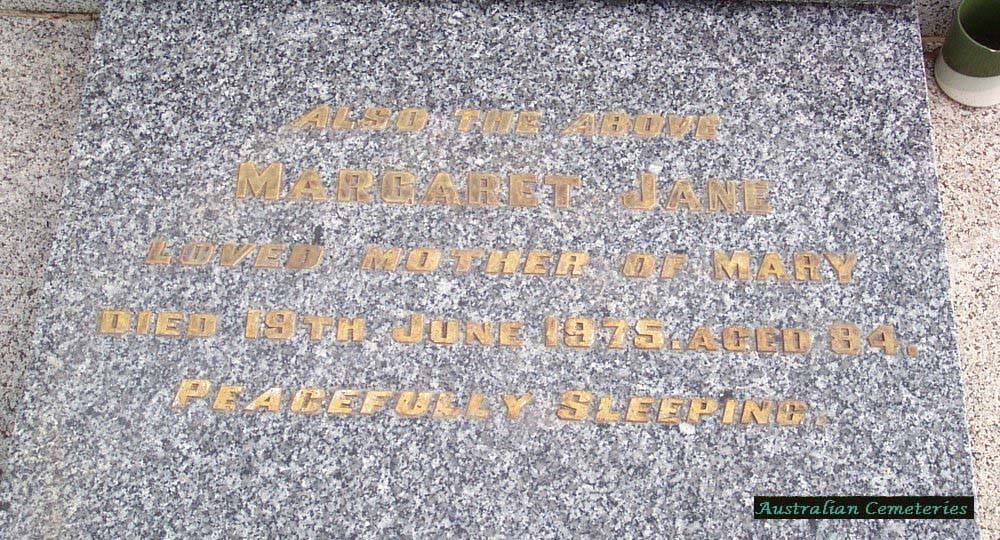 ALSO THE ABOVE
MARGARET JANE
LOVED MOTHER OF MARY
DIED 19TH JUNE 1975. AGED 84.
PEACEFULLY SLEEPING.
Australian Cemeteries